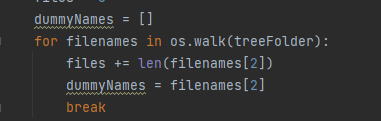 dummyNames = []
for filenames in os.walk(treeFolder):
    files += len(filenames[2])
    dummyNames = filenames[2]
    break